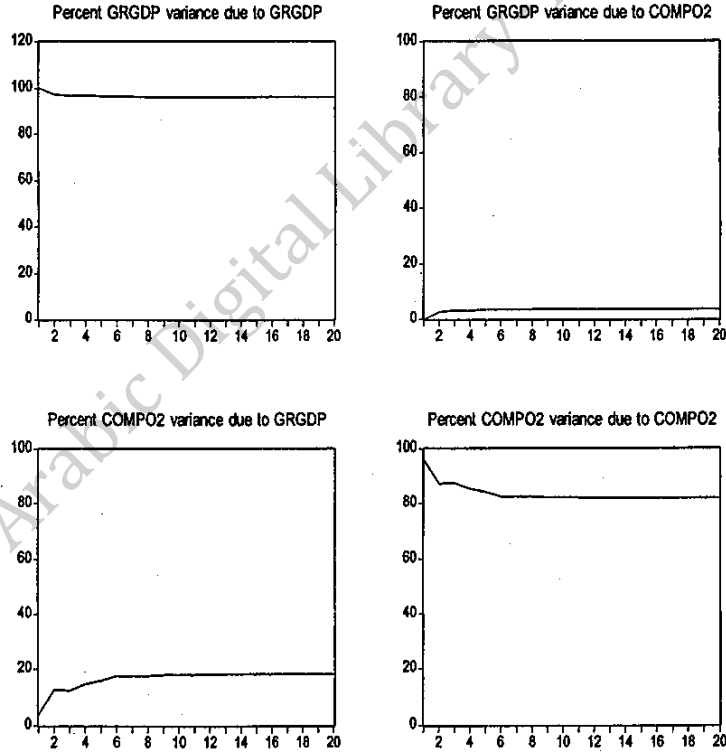 Percent GRGDP variance due to GRGDP
120
100
80
60
40
20
0
2 4 6 8 10 12 14 16 18 20
Percent GRGDP variance due to COMPO2
100
80
60
40
20
0
2 4 6 8 10 12 14 16 18 20
Percent COMPO2 variance due to GRGDP
100
80
60
40
20
0
2 4 6 8 10 12 14 16 18 20
Percent COMPO2 variance due to COMPO2
100
80
60
40
20
0
2 4 6 8 10 12 14 16 18 20
Arabic Digital Library